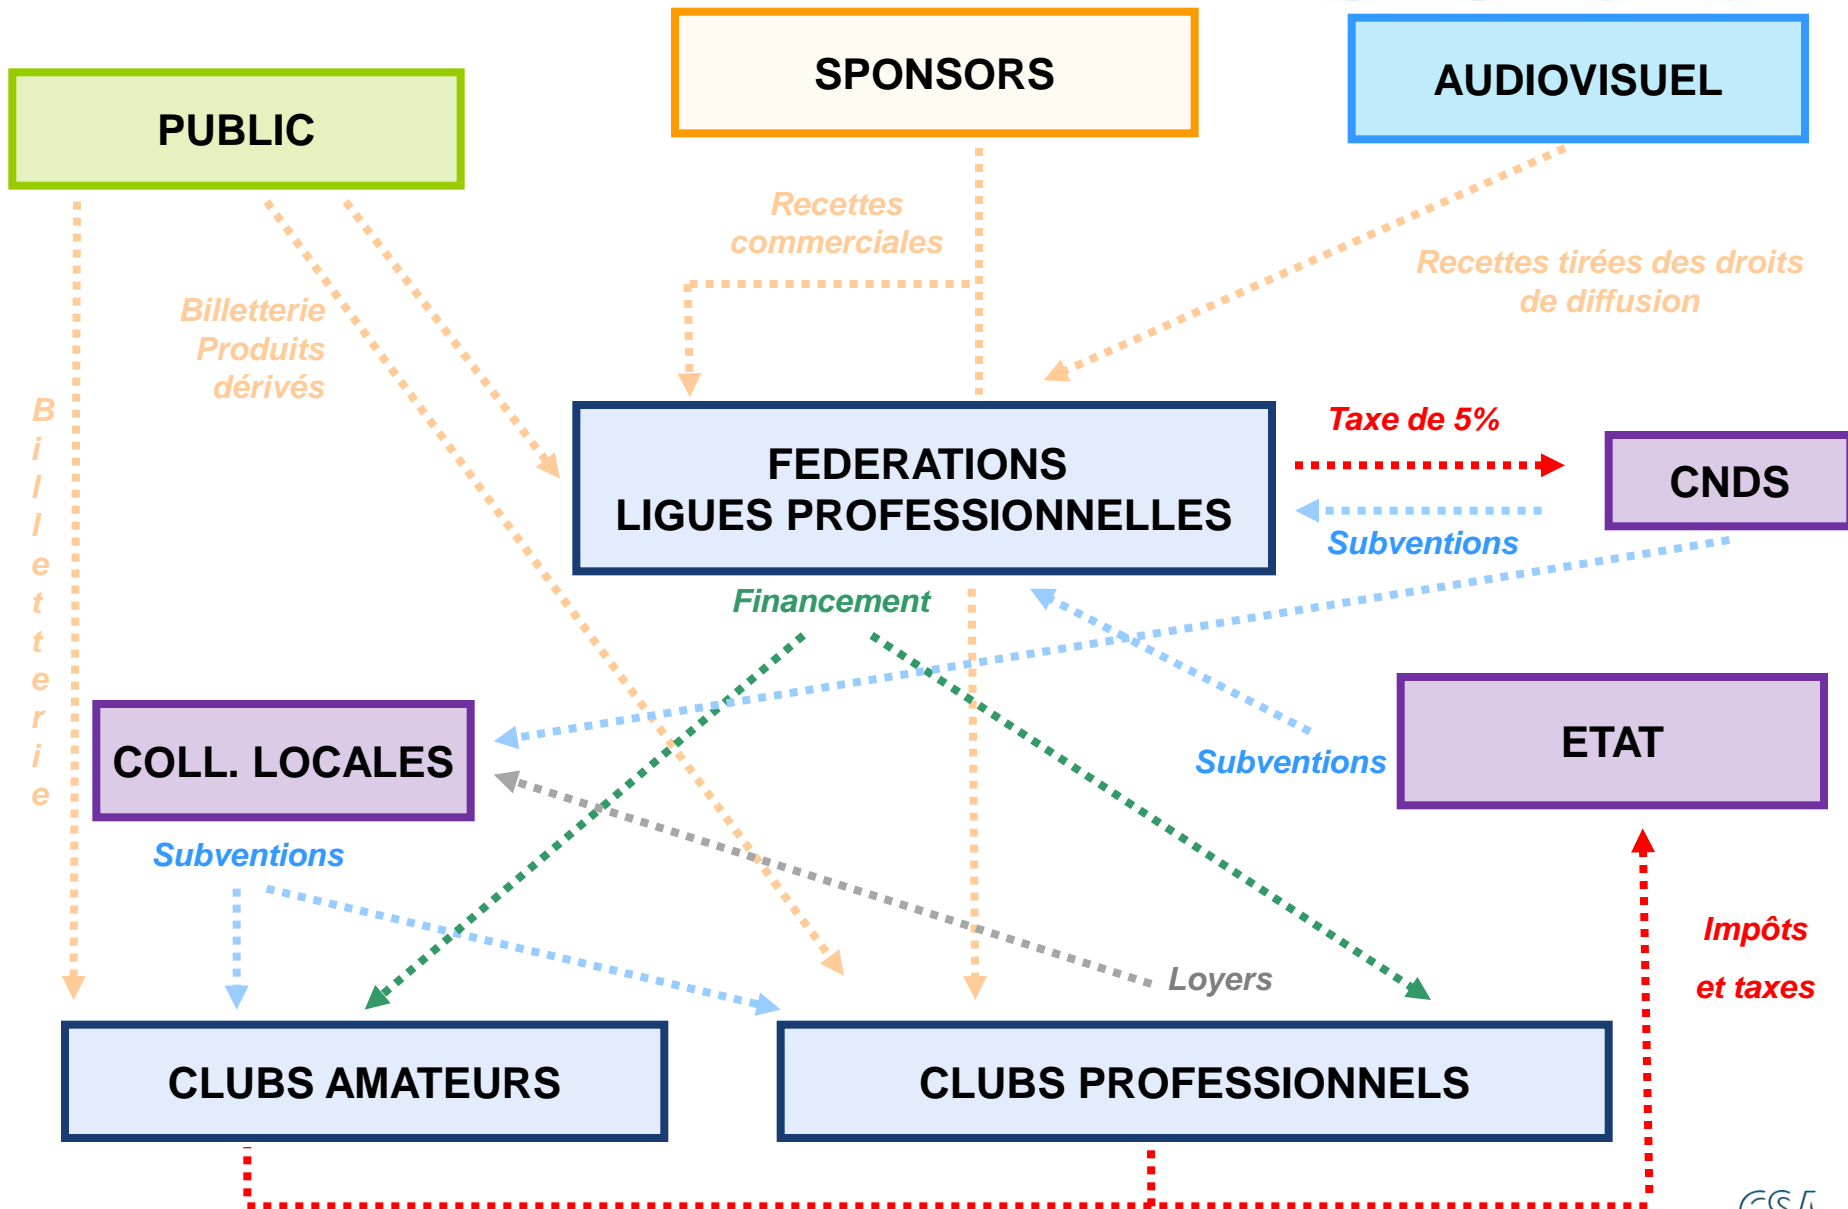 SPONSORS
AUDIOVISUEL
PUBLIC
Recettes
commerciales
Recettes tirées des droits
de diffusion
Billetterie
Produits
dérivés
Billetterie
Taxe de 5%
FEDERATIONS
LIGUES PROFESSIONNELLES
CNDS
Subventions
Financement
COLL. LOCALES
ETAT
Subventions
Subventions
Impôts
et taxes
Loyers
CLUBS AMATEURS
CLUBS PROFESSIONNELS